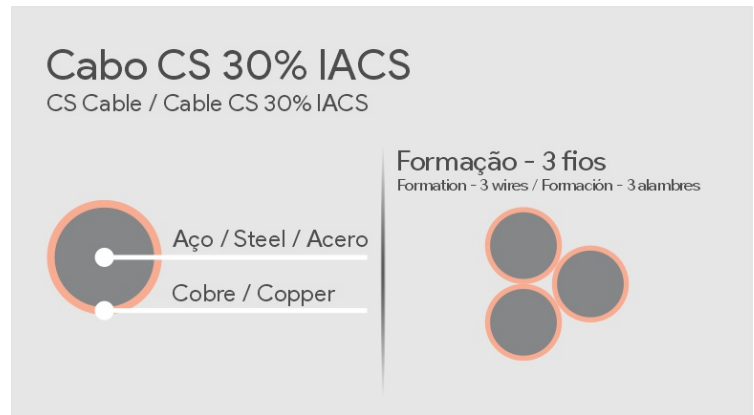 Cabo CS 30% IACS
CS Cable / Cable CS 30% IACS
Formação - 3 fios
Formation - 3 wires / Formación - 3 alambres
Aço / Steel / Acero
Cobre / Copper